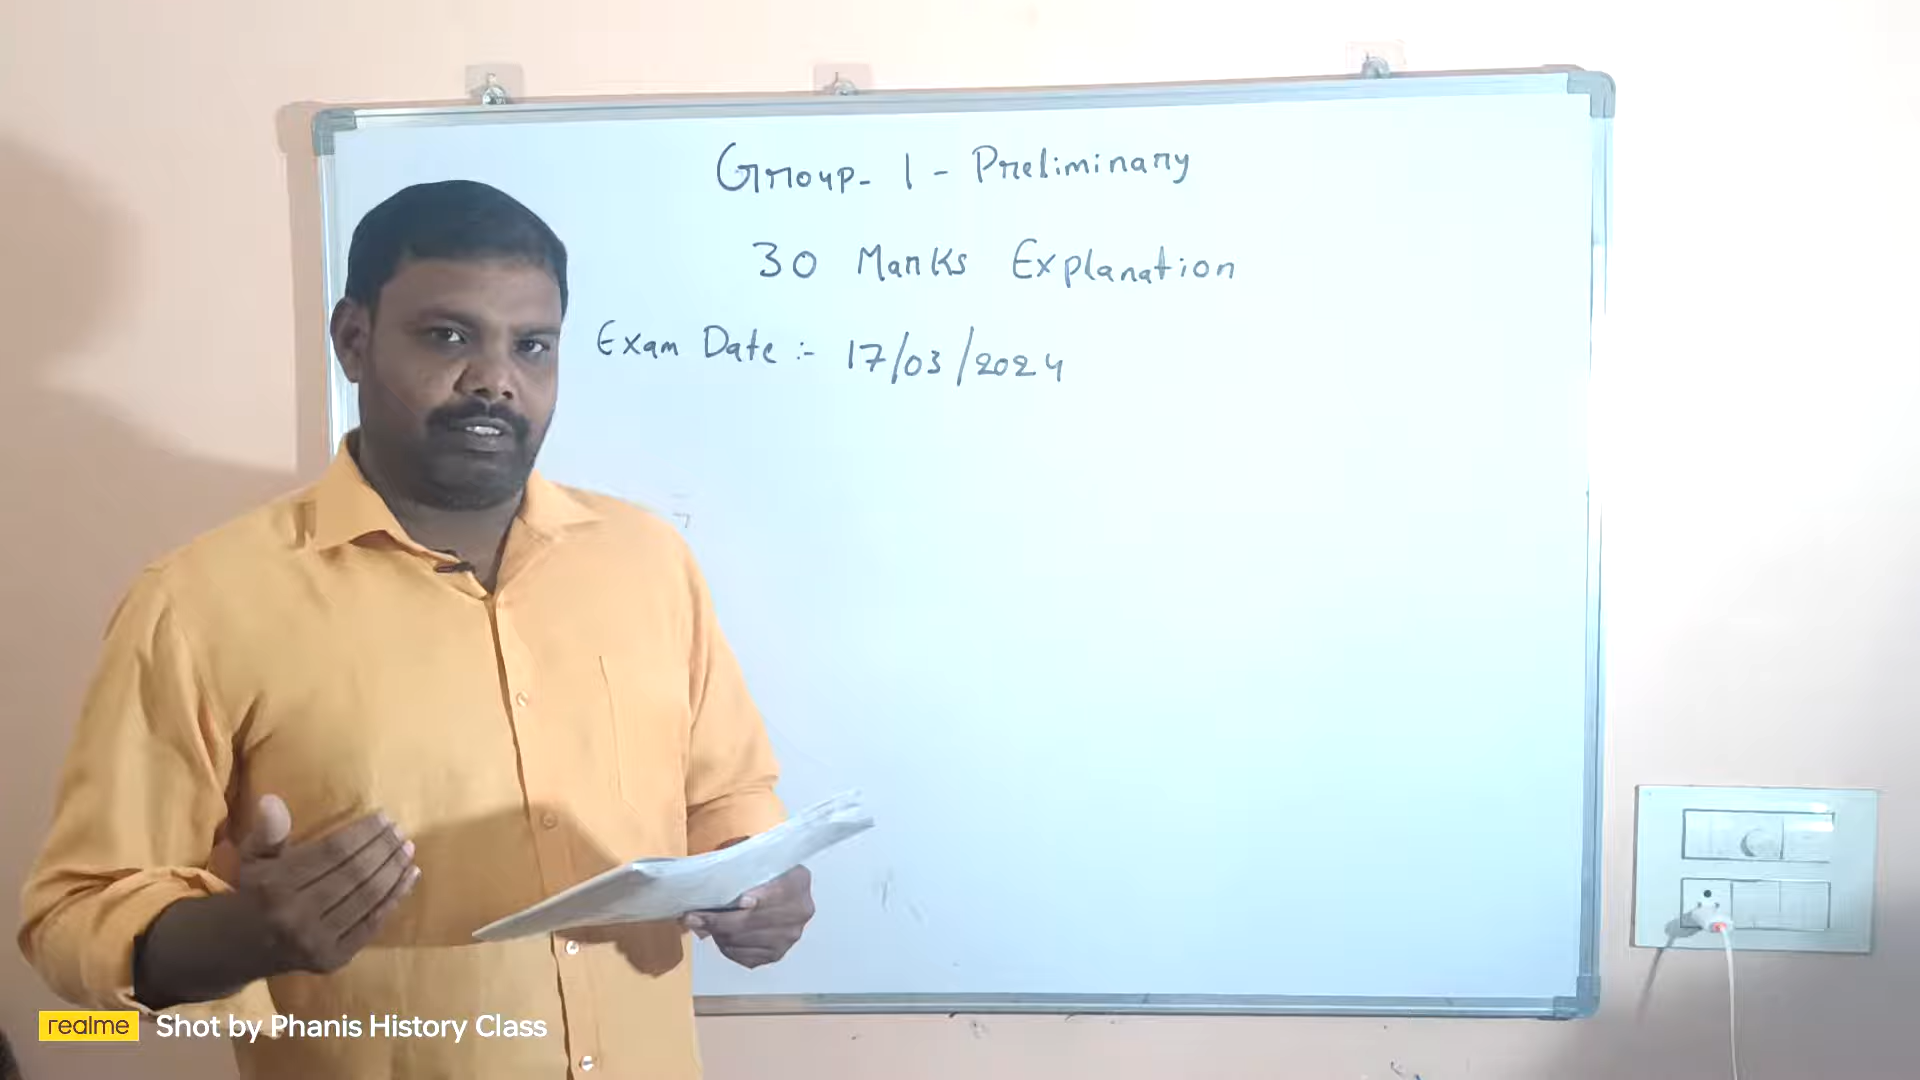 Group- 1 - Preliminary
30 Marks Explanation
Exam Date :- 17/03/2024
realme Shot by Phanis History Class